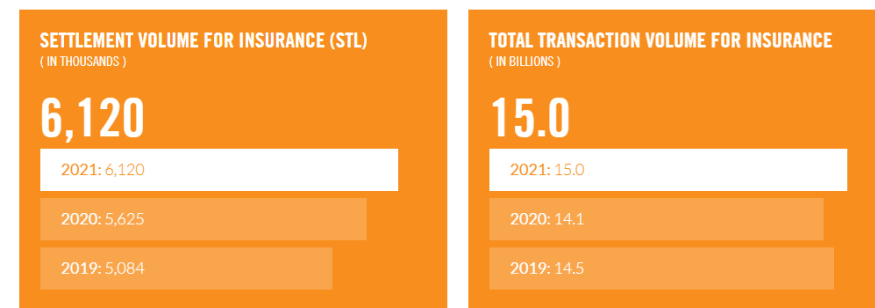 SETTLEMENT VOLUME FOR INSURANCE (STL)
( IN THOUSANDS )
6,120
2021: 6,120
2020: 5,625
2019: 5,084
TOTAL TRANSACTION VOLUME FOR INSURANCE
( IN BILLIONS )
15.0
2021: 15.0
2020: 14.1
2019: 14.5